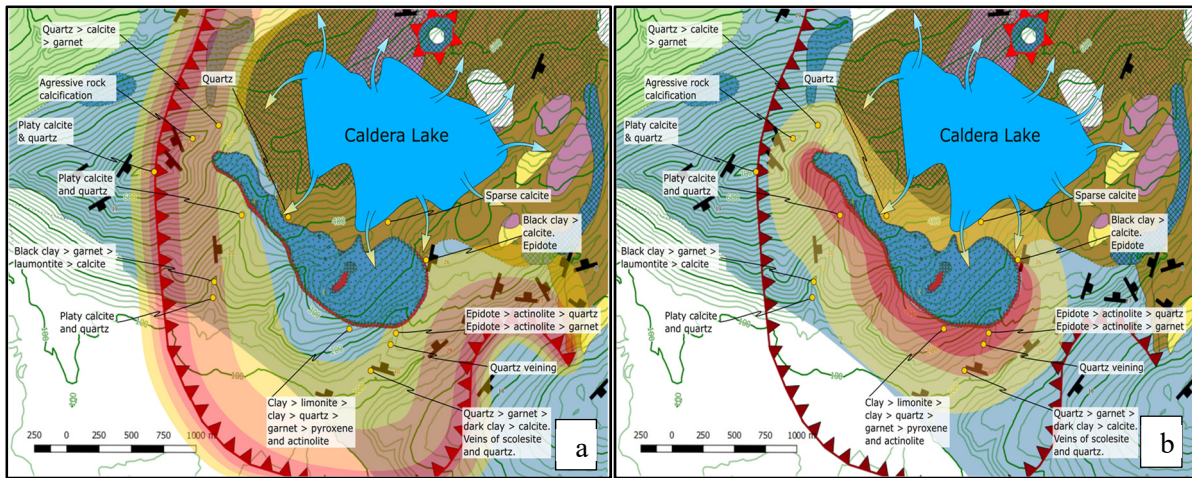 Quartz > calcite
> garnet
Agressive rock
calcification
Platy calcite
& quartz
Platy calcite
and quartz
Black clay > garnet >
laumontite > calcite
Platy calcite
and quartz
Quartz
Caldera Lake
Sparse calcite
Black clay >
calcite.
Epidote
Epidote > actinolite > quartz
Epidote > actinolite > garnet
Quartz veining
Clay > limonite >
clay > quartz >
garnet > pyroxene
and actinolite
Quartz > garnet >
dark clay > calcite.
Veins of scolesite
and quartz.
250 0 250 500 750 1000 m
400
100
400
a
Quartz > calcite
> garnet
Agressive rock
calcification
Platy calcite
& quartz
Platy calcite
and quartz
Black clay > garnet >
laumontite > calcite
Platy calcite
and quartz
Quartz
Caldera Lake
Sparse calcite
Black clay >
calcite.
Epidote
Epidote > actinolite > quartz
Epidote > actinolite > garnet
Quartz veining
Clay > limonite >
clay > quartz >
garnet > pyroxene
and actinolite
Quartz > garnet >
dark clay > calcite.
Veins of scolesite
and quartz.
250 0 250 500 750 1000 m
400
100
400
b